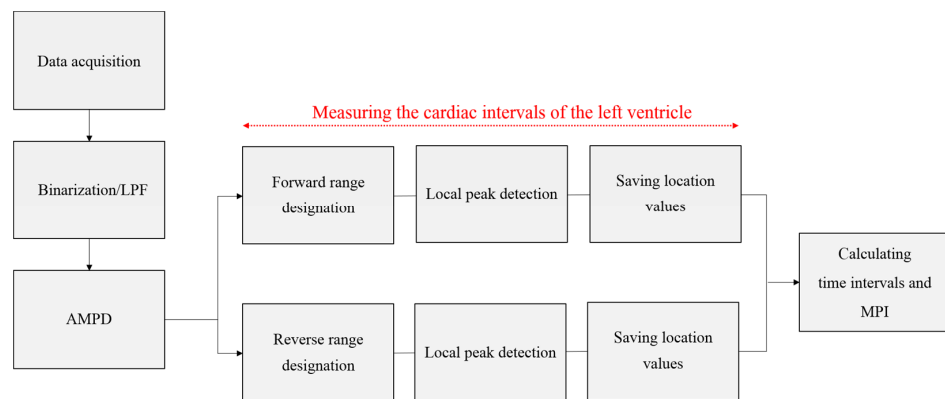 Data acquisition
Binarization/LPF
AMPD
Measuring the cardiac intervals of the left ventricle
Forward range
designation
Local peak detection
Saving location
values
Reverse range
designation
Local peak detection
Saving location
values
Calculating
time intervals and
MPI